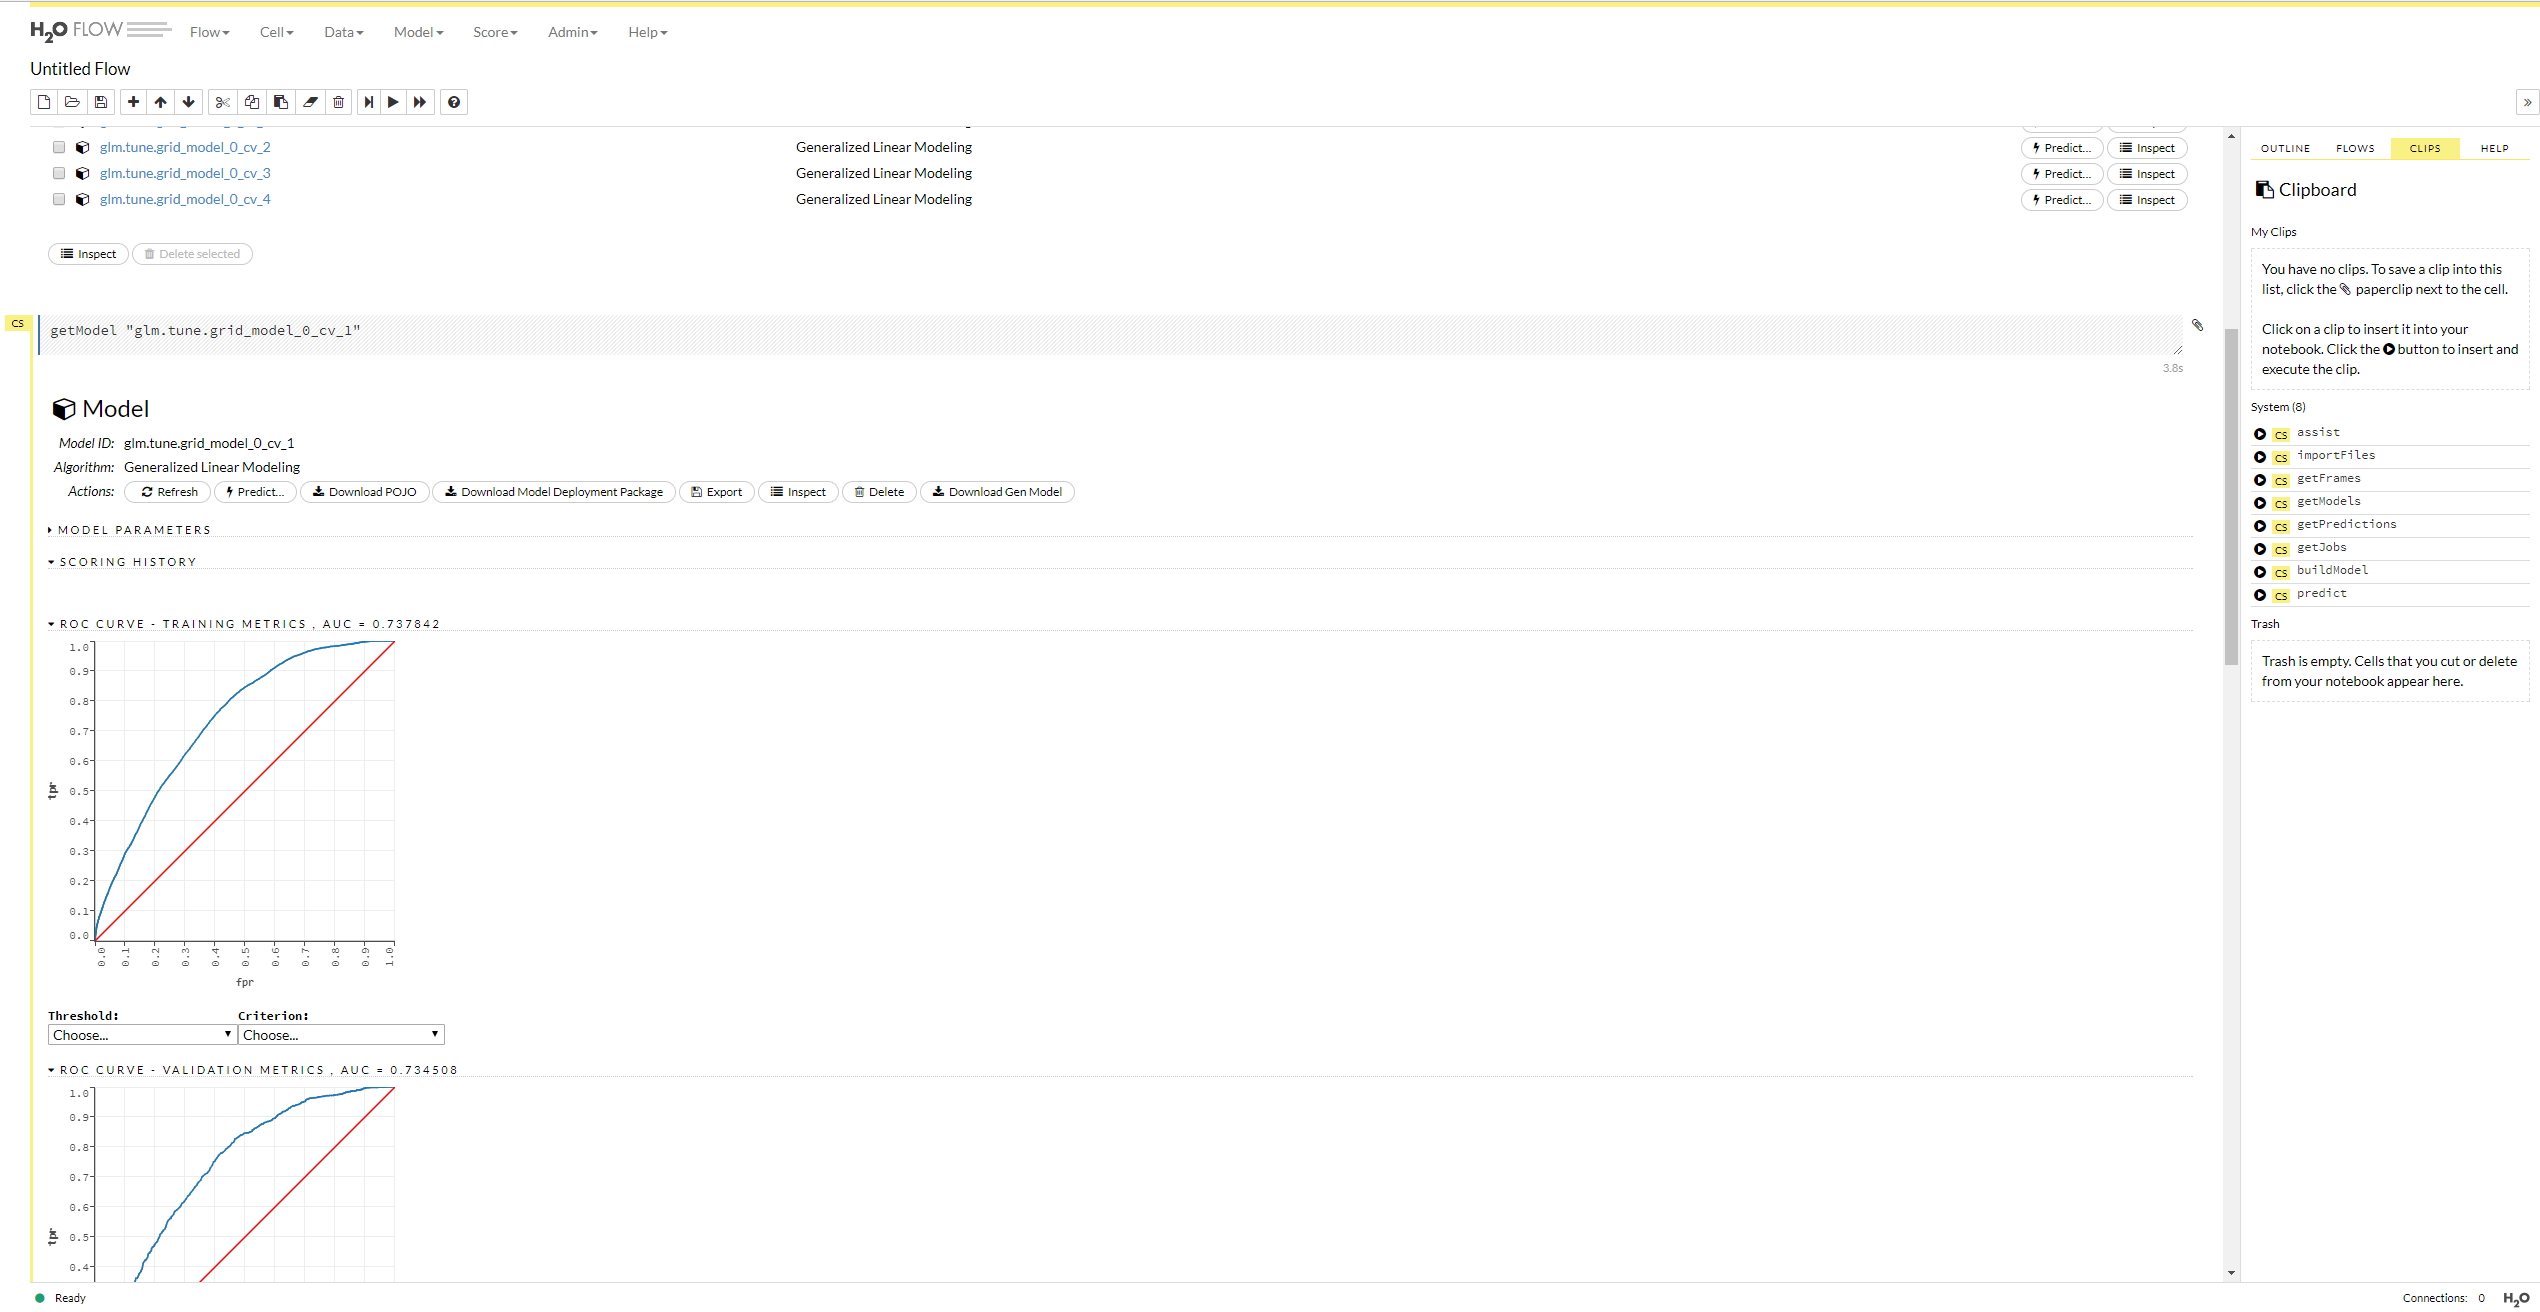 H2O FLOW Flow Cell Data Model Score Admin Help
Untitled Flow
glm.tune.grid_model_0_cv_2 Generalized Linear Modeling Predict... Inspect
glm.tune.grid_model_0_cv_3 Generalized Linear Modeling Predict... Inspect
glm.tune.grid_model_0_cv_4 Generalized Linear Modeling Predict... Inspect
Inspect Delete selected
CS getModel "glm.tune.grid_model_0_cv_1"
3.8s
Model
Model ID: glm.tune.grid_model_0_cv_1
Algorithm: Generalized Linear Modeling
Actions: Refresh Predict... Download POJO Download Model Deployment Package Export Inspect Delete Download Gen Model
MODEL PARAMETERS
SCORING HISTORY
ROC CURVE - TRAINING METRICS , AUC = 0.737842
1.0
0.9
0.8
0.7
0.6
tpr
0.5
0.4
0.3
0.2
0.1
0.0
0.0 0.1 0.2 0.3 0.4 0.5 0.6 0.7 0.8 0.9 1.0
fpr
Threshold: Criterion:
Choose... Choose...
ROC CURVE - VALIDATION METRICS , AUC = 0.734508
1.0
0.9
0.8
0.7
0.6
tpr
0.5
0.4
OUTLINE FLOWS CLIPS HELP
Clipboard
My Clips
You have no clips. To save a clip into this
list, click the paperclip next to the cell.
Click on a clip to insert it into your
notebook. Click the button to insert and
execute the clip.
System (8)
CS assist
CS importFiles
CS getFrames
CS getModels
CS getPredictions
CS getJobs
CS buildModel
CS predict
Trash
Trash is empty. Cells that you cut or delete
from your notebook appear here.
Ready Connections: 0 H2O